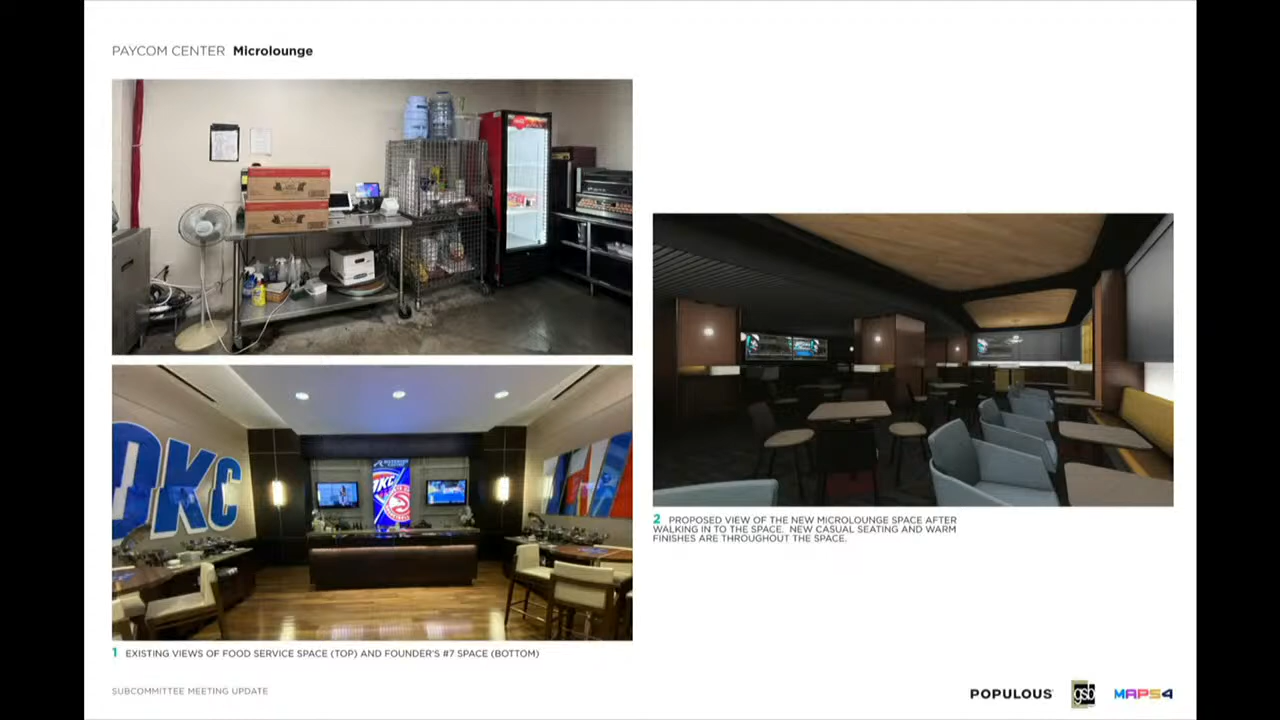 PAYCOM CENTER Microlounge
OKC
OKC
1 EXISTING VIEWS OF FOOD SERVICE SPACE (TOP) AND FOUNDER'S #7 SPACE (BOTTOM)
2 PROPOSED VIEW OF THE NEW MICROLOUNGE SPACE AFTER
WALKING IN TO THE SPACE. NEW CASUAL SEATING AND WARM
FINISHES ARE THROUGHOUT THE SPACE.
SUBCOMMITTEE MEETING UPDATE
POPULOUS gsb MAPS4